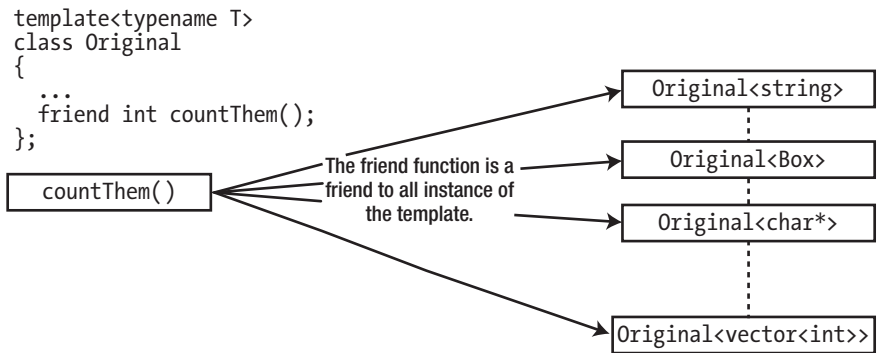 template<typename T>
class Original
{
  ...
  friend int countThem();
};
countThem()
The friend function is a
friend to all instance of
the template.
Original<string>
Original<Box>
Original<char*>
Original<vector<int>>